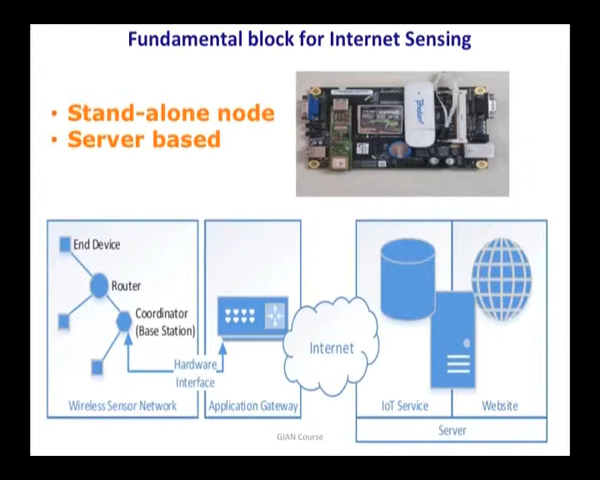 Fundamental block for Internet Sensing
• Stand-alone node
• Server based
End Device
Router
Coordinator
(Base Station)
Hardware
Interface
Wireless Sensor Network
Application Gateway
Internet
IoT Service
Website
Server
GIAN Course